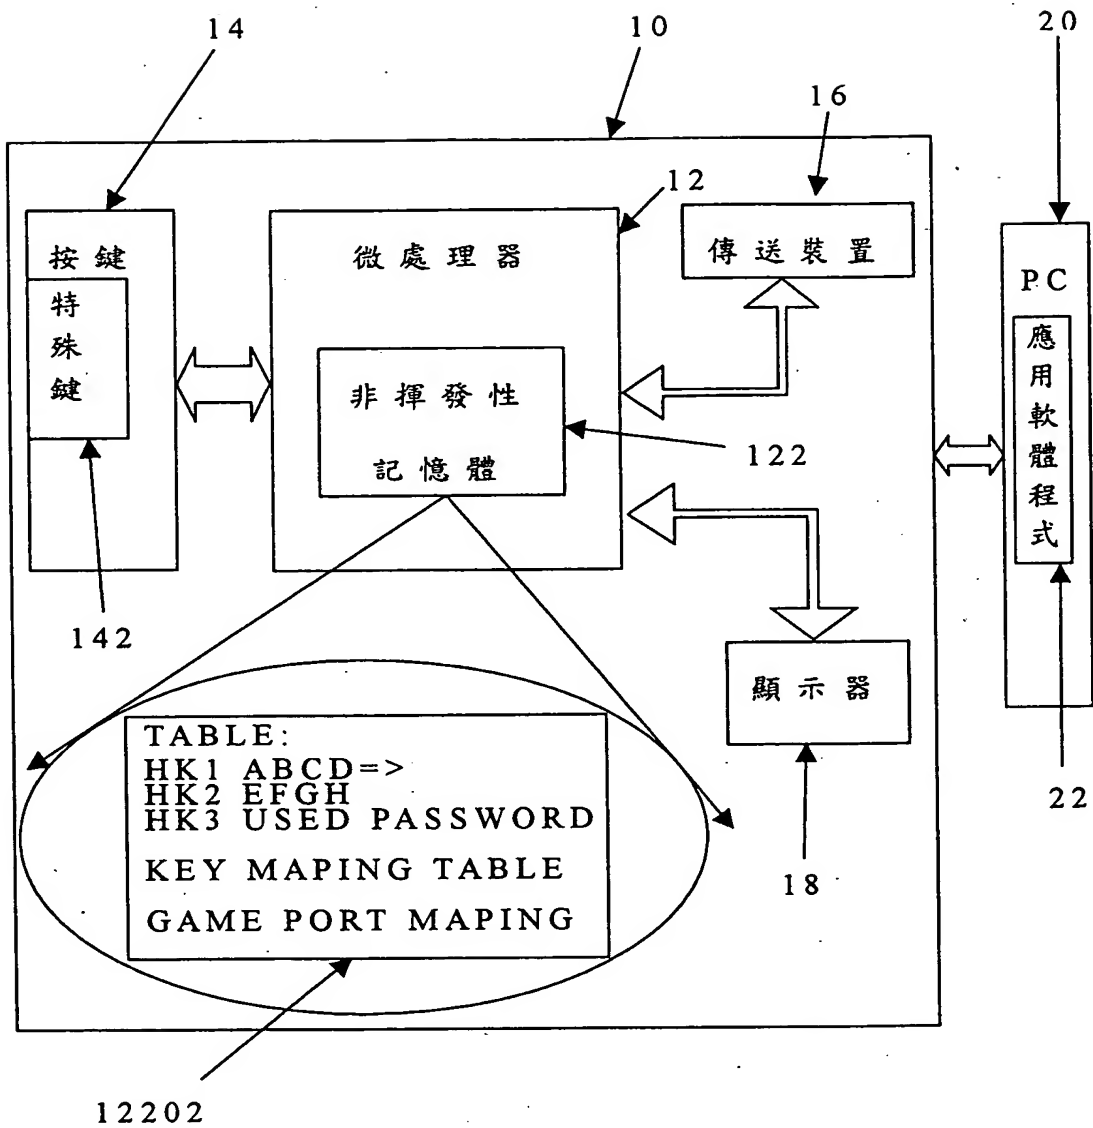 14
10
20
16
12
按鍵
微處理器
傳送裝置
PC
特殊鍵
非揮發性
記憶體
應用軟體程式
122
142
顯示器
TABLE:
HK1 ABCD=>
HK2 EFGH
HK3 USED PASSWORD
KEY MAPING TABLE
GAME PORT MAPING
22
18
12202